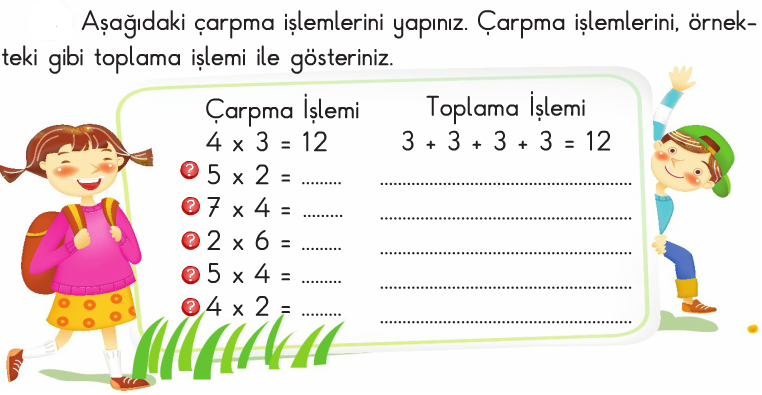 Aşağıdaki çarpma işlemlerini yapınız. Çarpma işlemlerini, örnek-
teki gibi toplama işlemi ile gösteriniz.
Çarpma İşlemi Toplama İşlemi
4 x 3 = 12 3 + 3 + 3 + 3 = 12
? 5 x 2 = ......... ..................................................
? 7 x 4 = ......... ..................................................
? 2 x 6 = ......... ..................................................
? 5 x 4 = ......... ..................................................
? 4 x 2 = ......... ..................................................